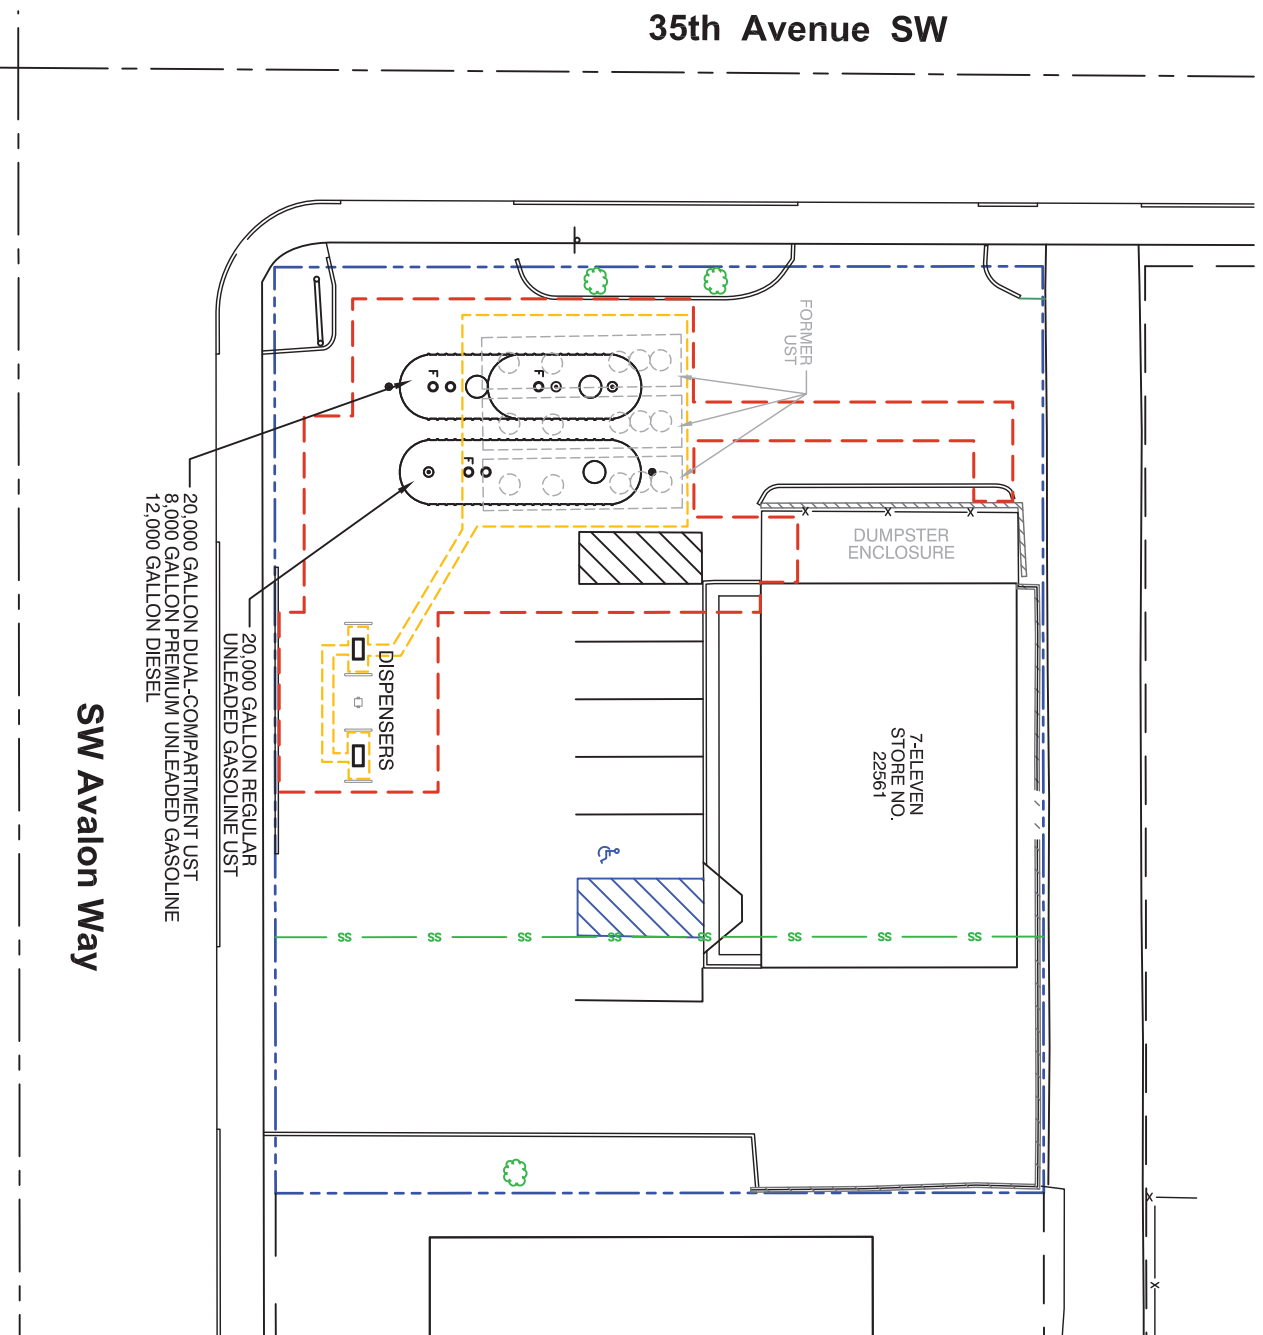 35th Avenue SW
FORMER
UST
F
F
F
20,000 GALLON DUAL-COMPARTMENT UST
8,000 GALLON PREMIUM UNLEADED GASOLINE
12,000 GALLON DIESEL
20,000 GALLON REGULAR
UNLEADED GASOLINE UST
DUMPSTER
ENCLOSURE
X X X
DISPENSERS
7-ELEVEN
STORE NO.
22561
SW Avalon Way
SS SS SS SS SS SS SS SS
X
X